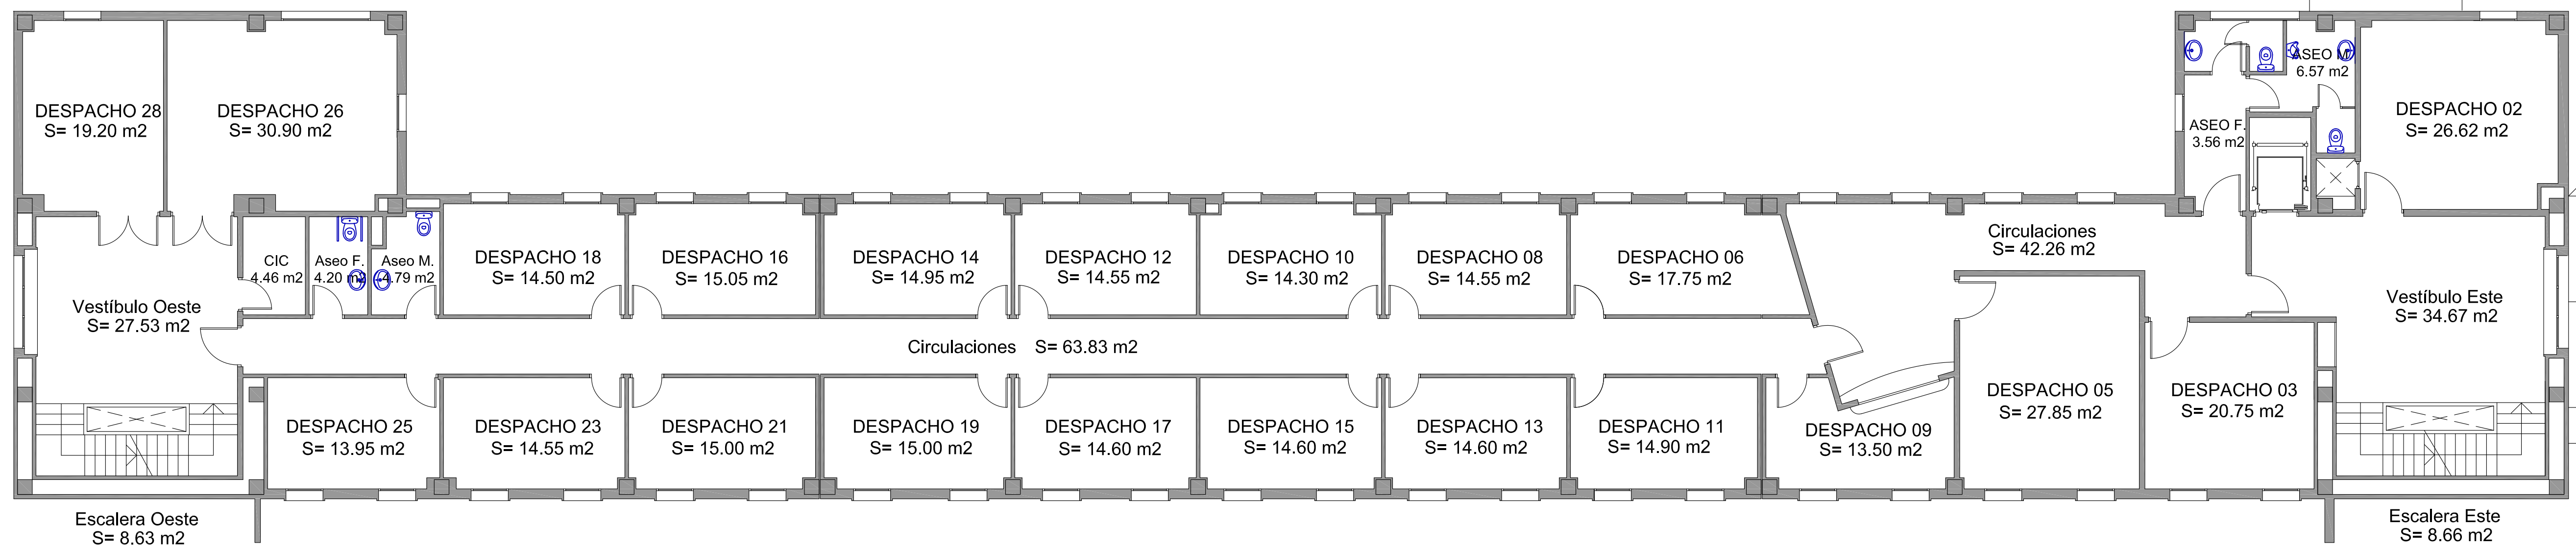 DESPACHO 28
S= 19.20 m2
DESPACHO 26
S= 30.90 m2
ASEO M.
6.57 m2
ASEO F.
3.56 m2
DESPACHO 02
S= 26.62 m2
CIC
4.46 m2
Aseo F.
4.20 m2
Aseo M.
4.79 m2
DESPACHO 18
S= 14.50 m2
DESPACHO 16
S= 15.05 m2
DESPACHO 14
S= 14.95 m2
DESPACHO 12
S= 14.55 m2
DESPACHO 10
S= 14.30 m2
DESPACHO 08
S= 14.55 m2
DESPACHO 06
S= 17.75 m2
Circulaciones
S= 42.26 m2
Vestíbulo Oeste
S= 27.53 m2
Vestíbulo Este
S= 34.67 m2
Circulaciones S= 63.83 m2
DESPACHO 25
S= 13.95 m2
DESPACHO 23
S= 14.55 m2
DESPACHO 21
S= 15.00 m2
DESPACHO 19
S= 15.00 m2
DESPACHO 17
S= 14.60 m2
DESPACHO 15
S= 14.60 m2
DESPACHO 13
S= 14.60 m2
DESPACHO 11
S= 14.90 m2
DESPACHO 09
S= 13.50 m2
DESPACHO 05
S= 27.85 m2
DESPACHO 03
S= 20.75 m2
Escalera Oeste
S= 8.63 m2
Escalera Este
S= 8.66 m2